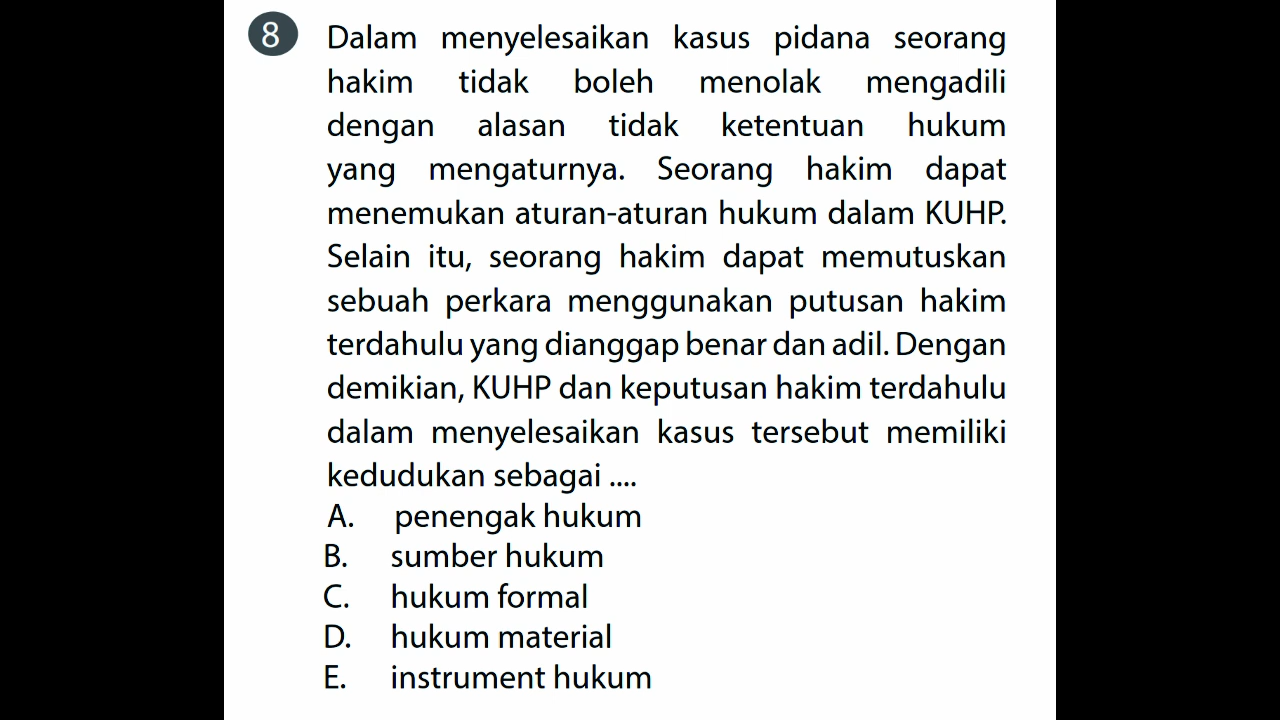 8 Dalam menyelesaikan kasus pidana seorang
hakim tidak boleh menolak mengadili
dengan alasan tidak ketentuan hukum
yang mengaturnya. Seorang hakim dapat
menemukan aturan-aturan hukum dalam KUHP.
Selain itu, seorang hakim dapat memutuskan
sebuah perkara menggunakan putusan hakim
terdahulu yang dianggap benar dan adil. Dengan
demikian, KUHP dan keputusan hakim terdahulu
dalam menyelesaikan kasus tersebut memiliki
kedudukan sebagai ....
A. penengak hukum
B. sumber hukum
C. hukum formal
D. hukum material
E. instrument hukum